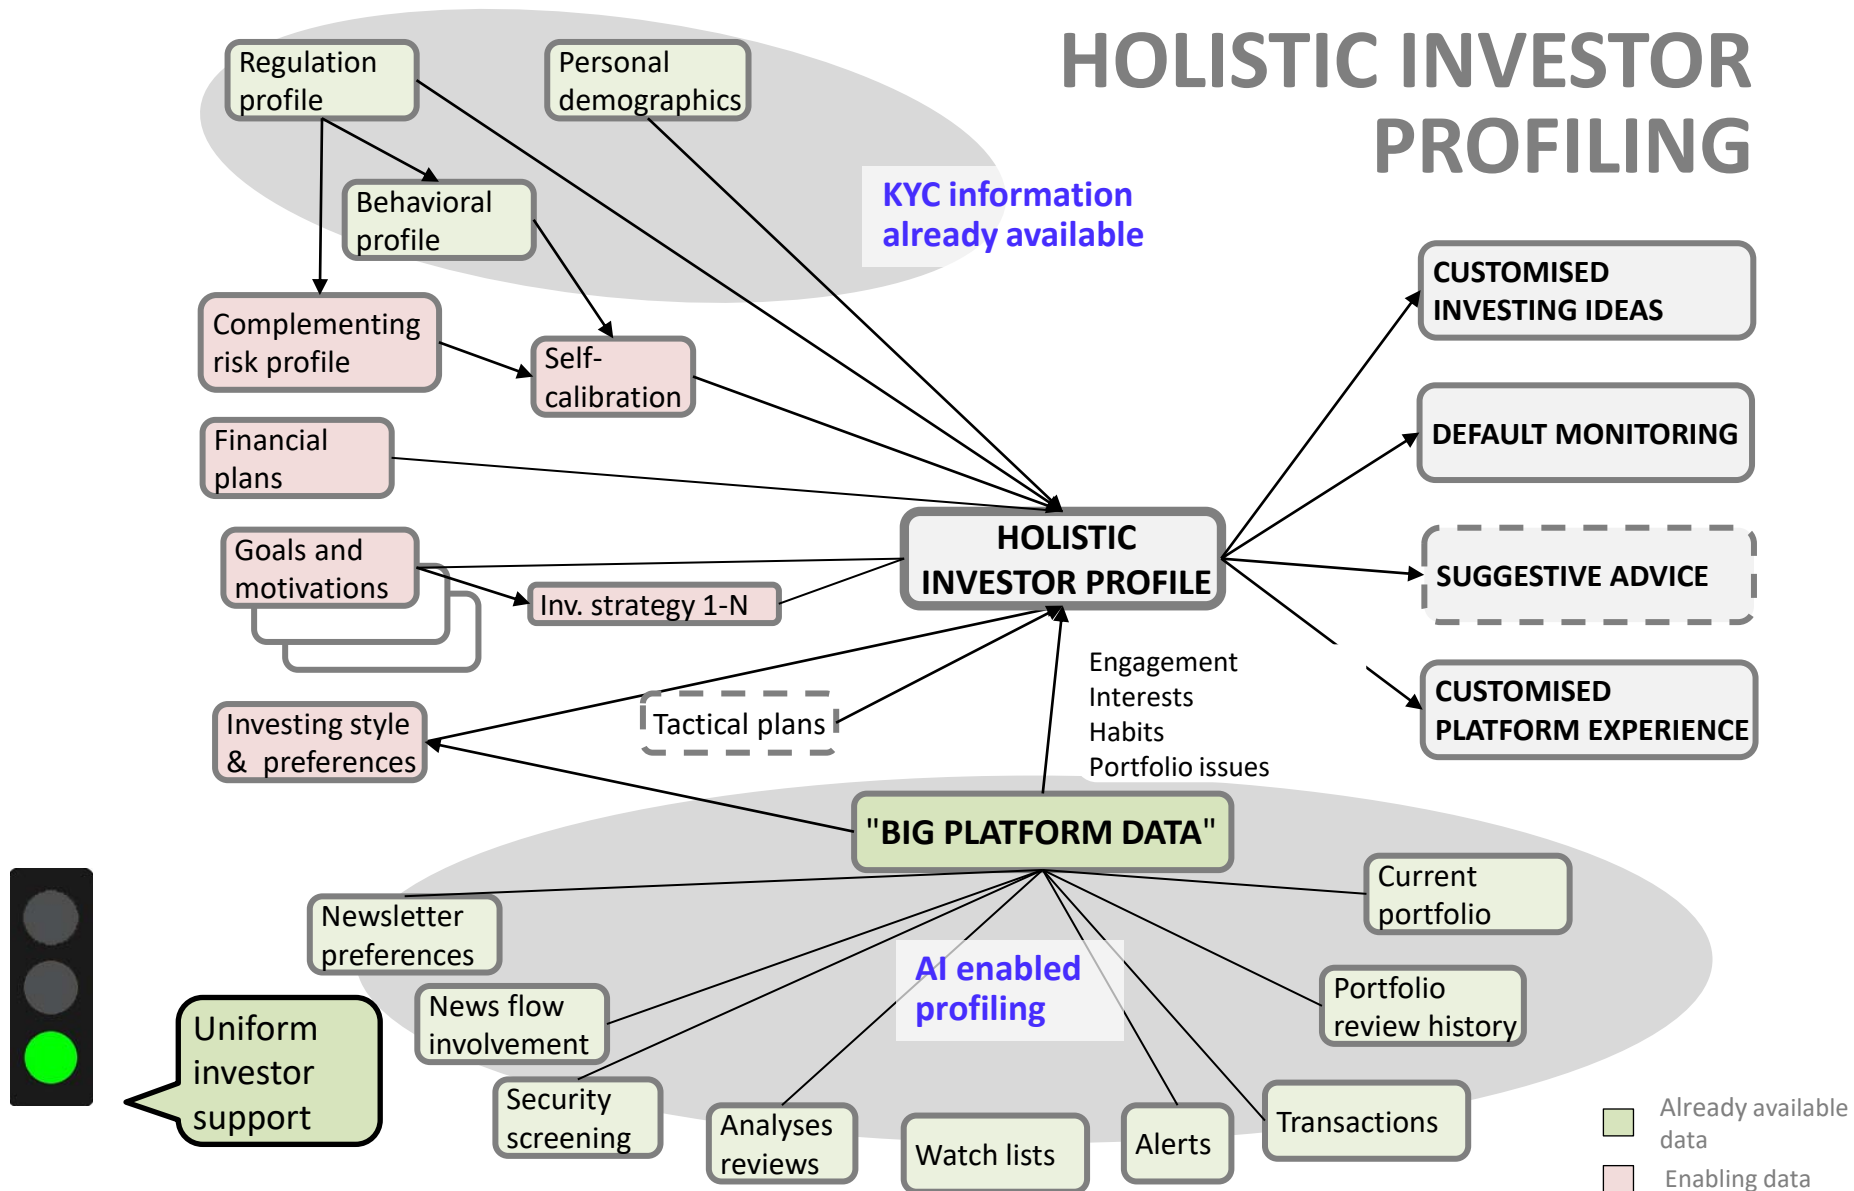 HOLISTIC INVESTOR
PROFILING
Regulation
profile
Personal
demographics
Behavioral
profile
KYC information
already available
Complementing
risk profile
Self-
calibration
Financial
plans
Goals and
motivations
Inv. strategy 1-N
Investing style
& preferences
Tactical plans
HOLISTIC
INVESTOR PROFILE
CUSTOMISED
INVESTING IDEAS
DEFAULT MONITORING
SUGGESTIVE ADVICE
CUSTOMISED
PLATFORM EXPERIENCE
Engagement
Interests
Habits
Portfolio issues
"BIG PLATFORM DATA"
Newsletter
preferences
News flow
involvement
Security
screening
Analyses
reviews
Watch lists
Alerts
Transactions
Portfolio
review history
Current
portfolio
AI enabled
profiling
Uniform
investor
support
Already available
data
Enabling data